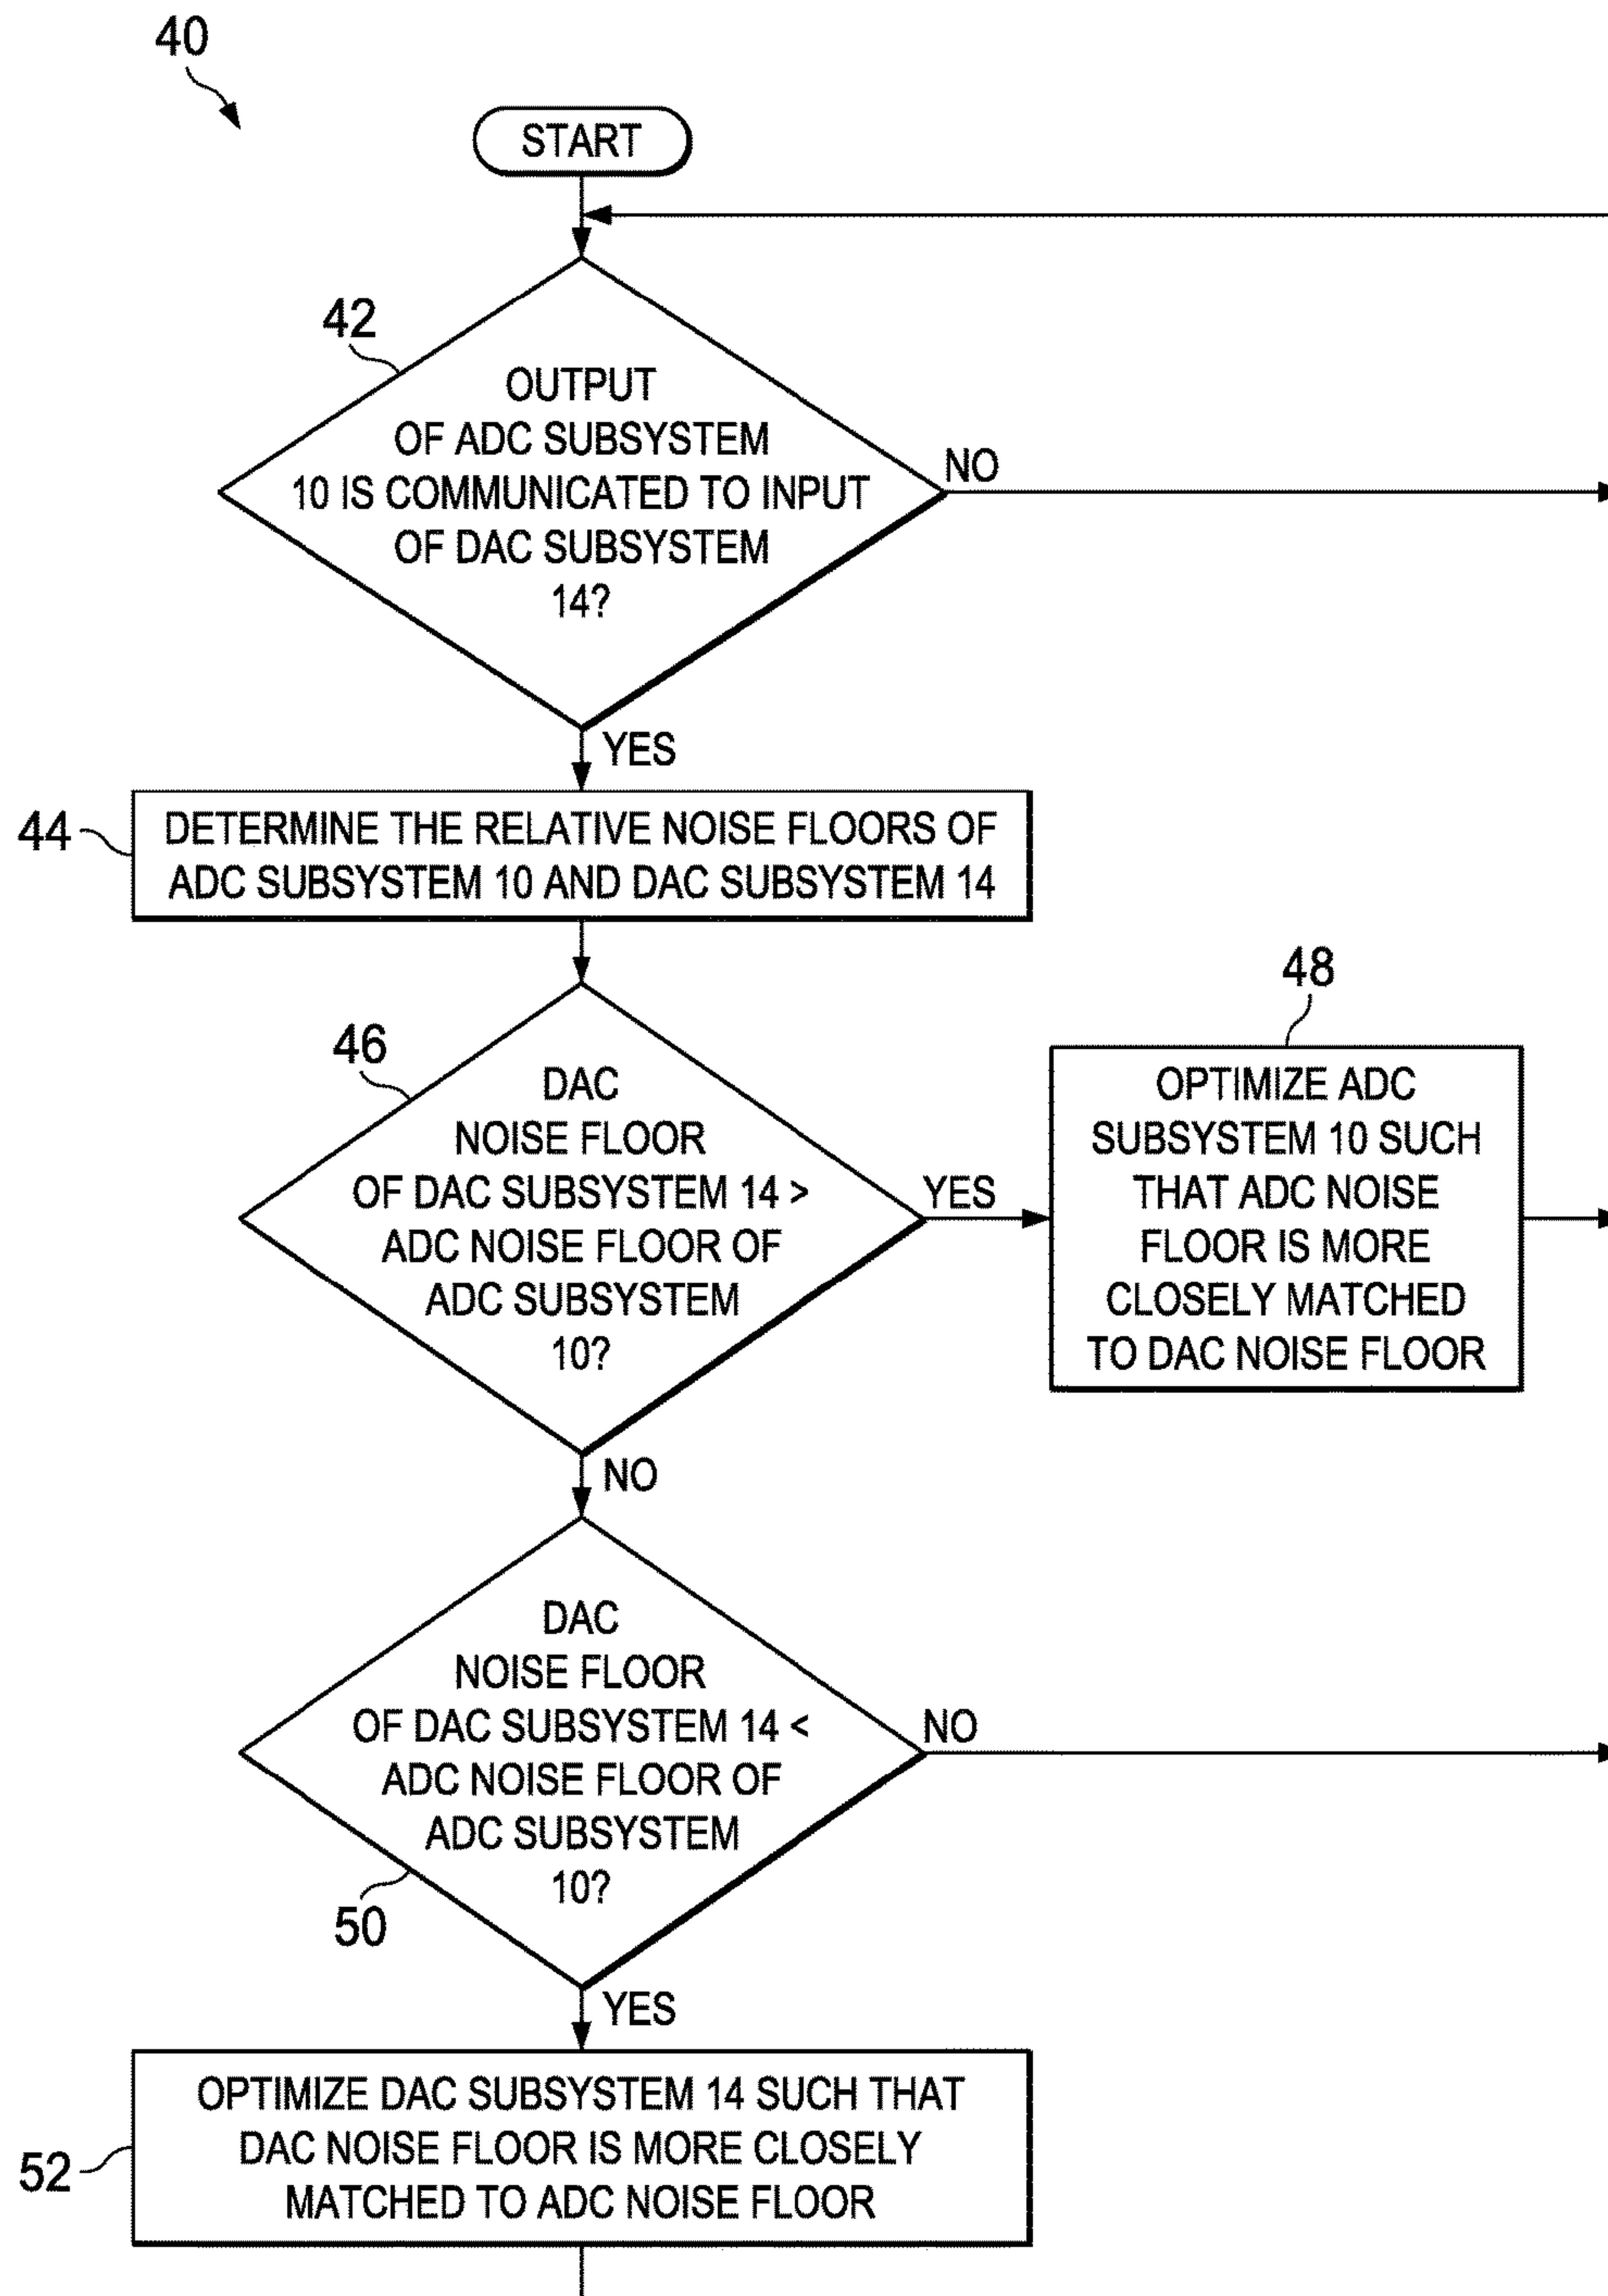 40
START
42
OUTPUT
OF ADC SUBSYSTEM
10 IS COMMUNICATED TO INPUT
OF DAC SUBSYSTEM
14?
NO
YES
44
DETERMINE THE RELATIVE NOISE FLOORS OF
ADC SUBSYSTEM 10 AND DAC SUBSYSTEM 14
46
DAC
NOISE FLOOR
OF DAC SUBSYSTEM 14 >
ADC NOISE FLOOR OF
ADC SUBSYSTEM
10?
YES
48
OPTIMIZE ADC
SUBSYSTEM 10 SUCH
THAT ADC NOISE
FLOOR IS MORE
CLOSELY MATCHED
TO DAC NOISE FLOOR
NO
DAC
NOISE FLOOR
OF DAC SUBSYSTEM 14 <
ADC NOISE FLOOR OF
ADC SUBSYSTEM
10?
NO
50
YES
52
OPTIMIZE DAC SUBSYSTEM 14 SUCH THAT
DAC NOISE FLOOR IS MORE CLOSELY
MATCHED TO ADC NOISE FLOOR